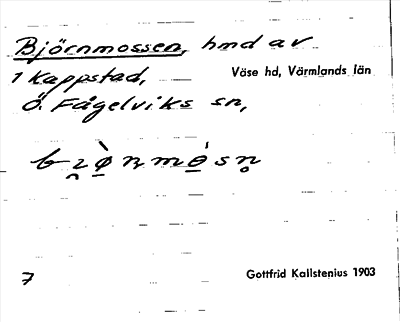 Björnmossen, hmd av
1 Kappstad, Väse hd, Värmlands län
Ö. Fågelviks sn,
7
Gottfrid Kallstenius 1903